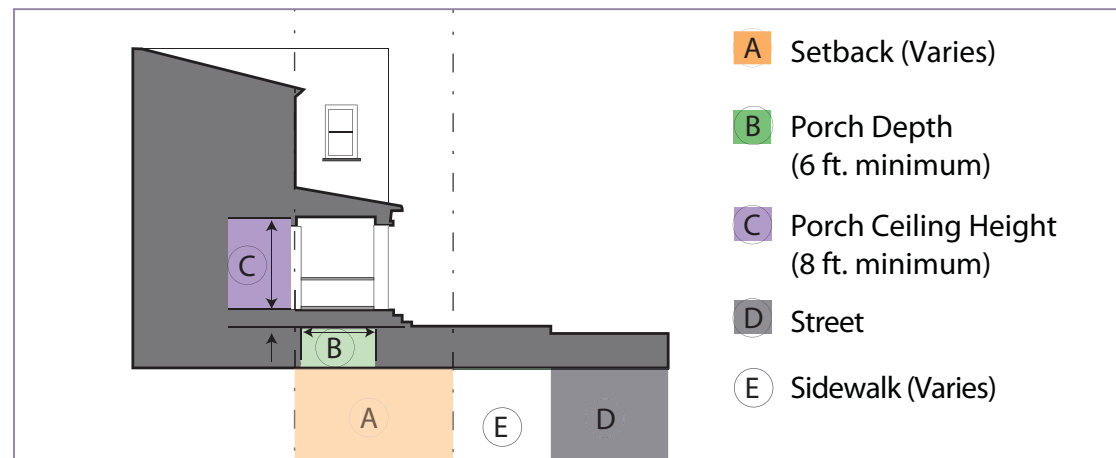 A Setback (Varies)
B Porch Depth
(6 ft. minimum)
C Porch Ceiling Height
(8 ft. minimum)
D Street
E Sidewalk (Varies)
C
B
A
E
D